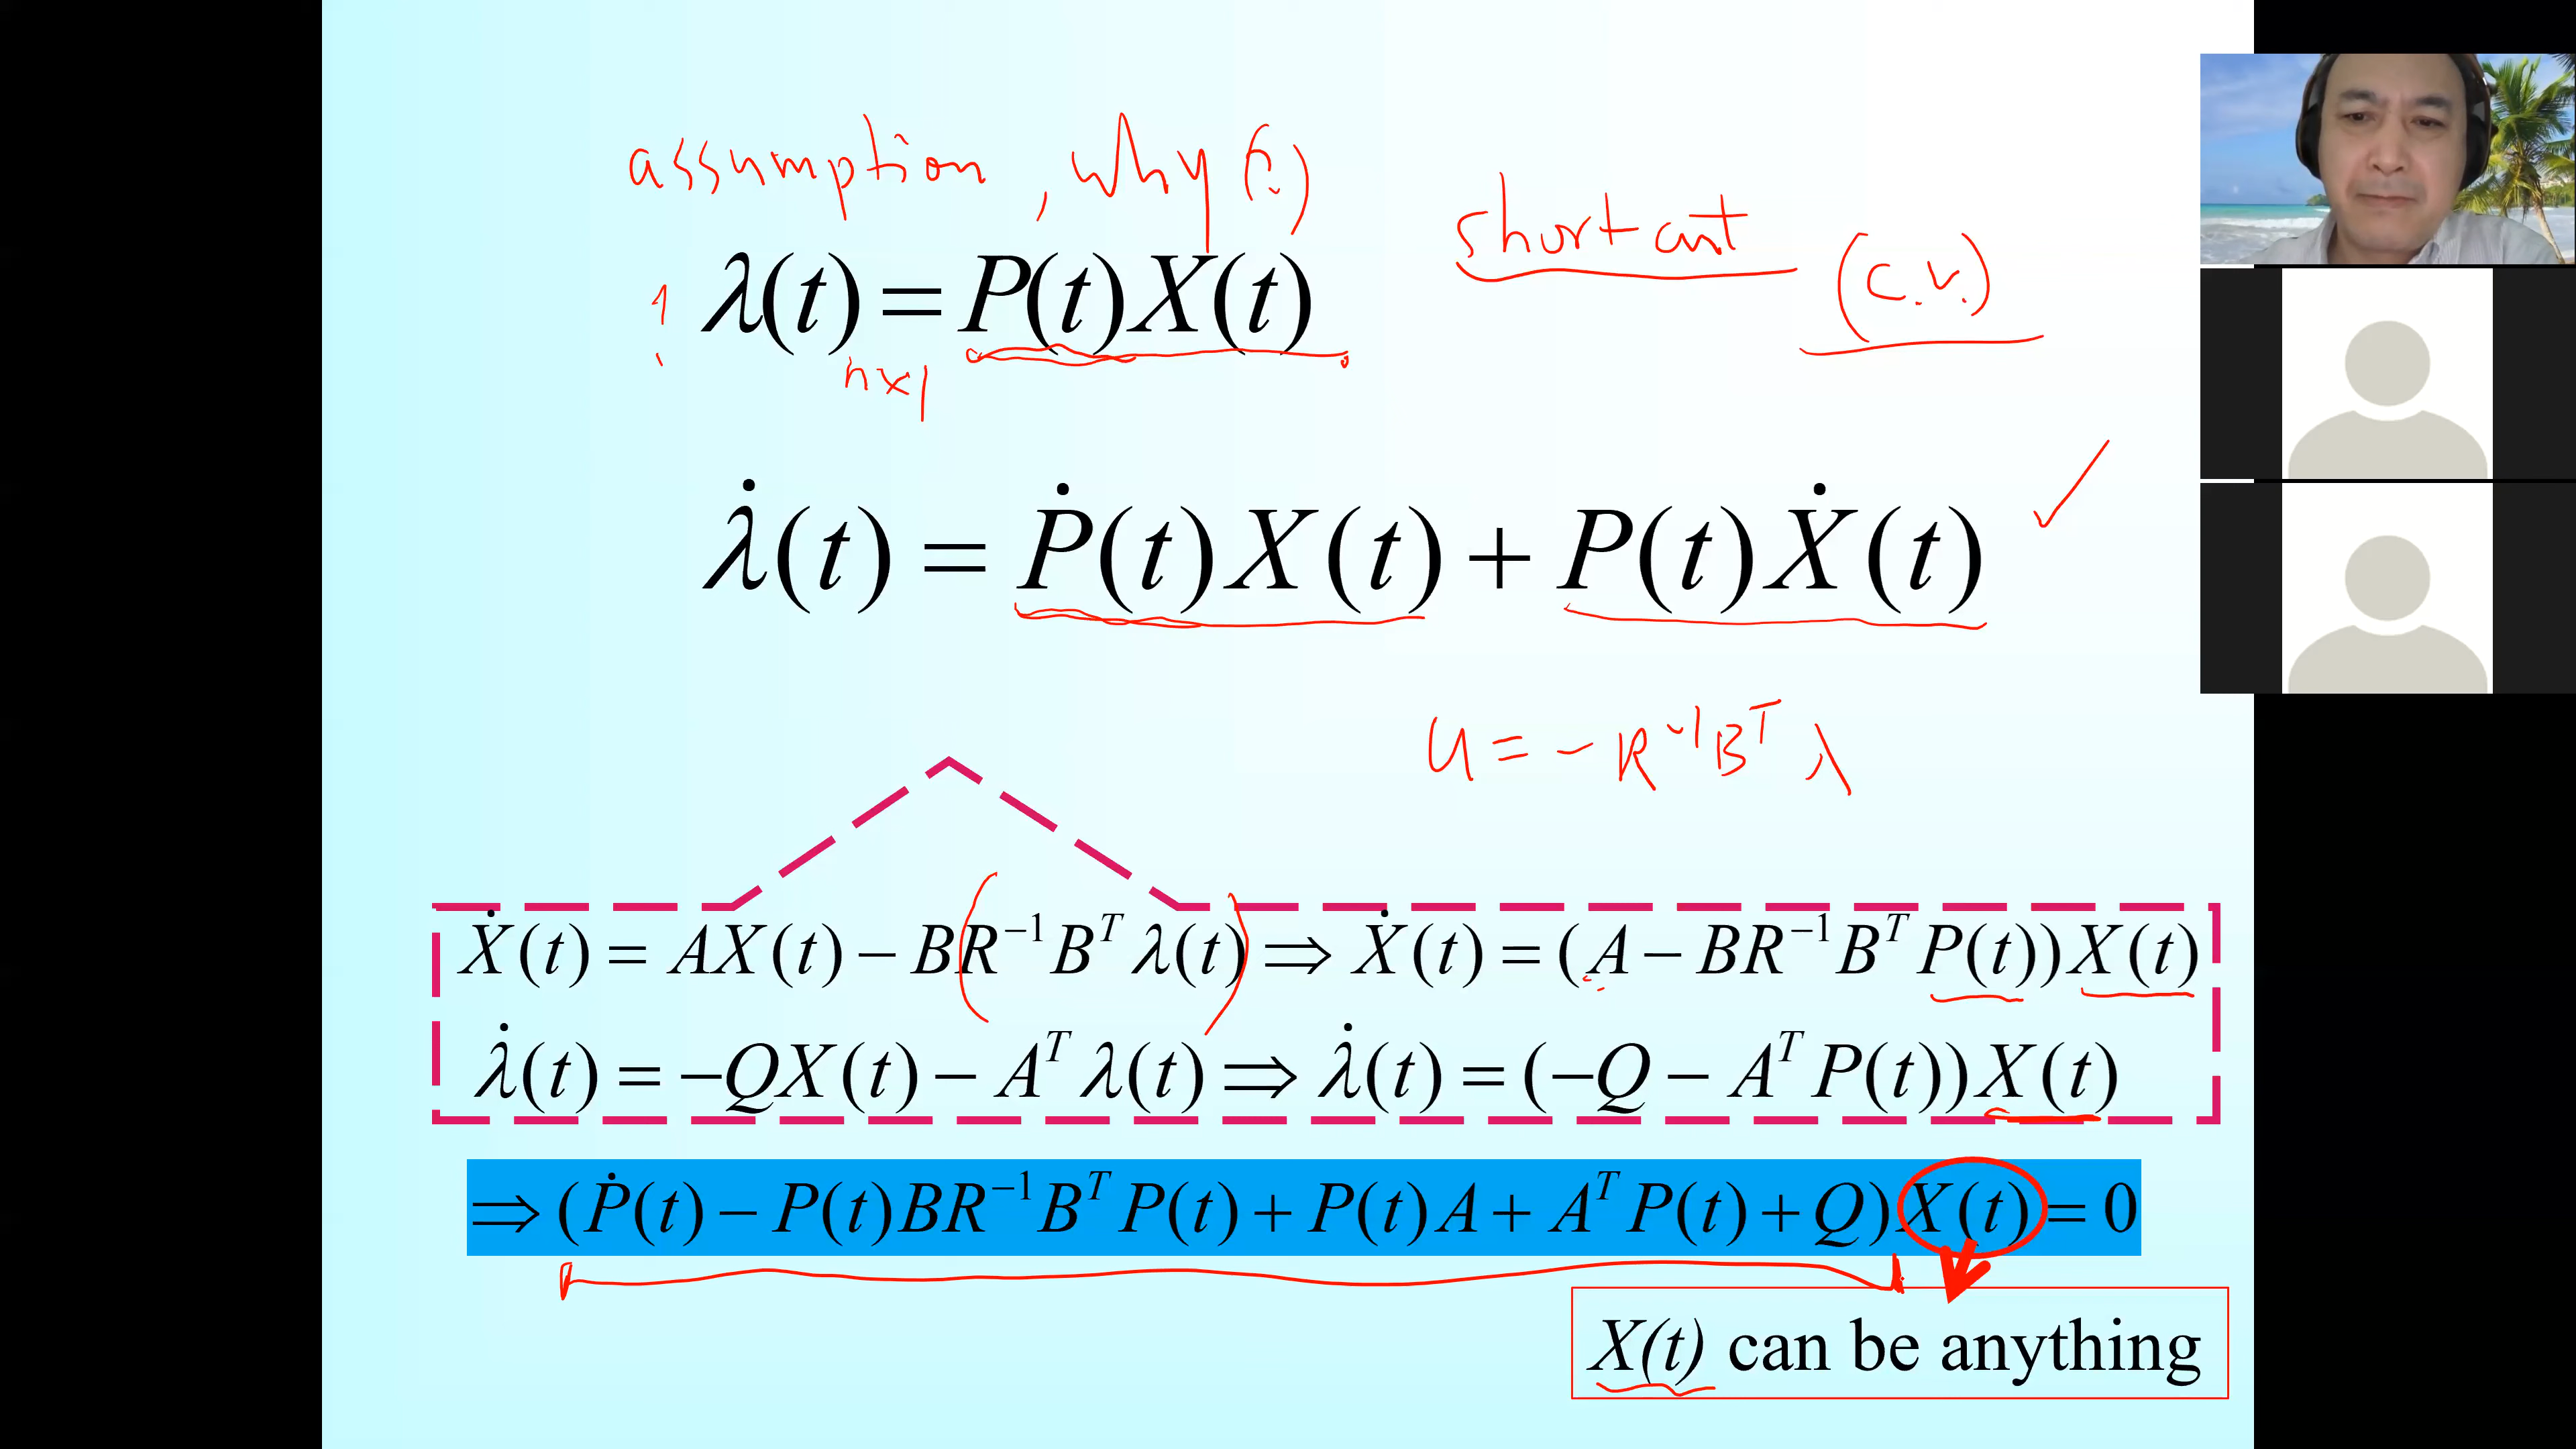 assumption, why (?)
shortcut
(C.V.)
! λ(t) = P(t)X(t)
n×1
λ̇(t) = Ṗ(t)X(t) + P(t)Ẋ(t) ✓
U = -R⁻¹Bᵀλ
Ẋ(t) = AX(t) − BR⁻¹Bᵀλ(t) ⇒ Ẋ(t) = (A − BR⁻¹BᵀP(t))X(t)
λ̇(t) = −QX(t) − Aᵀλ(t) ⇒ λ̇(t) = (−Q − AᵀP(t))X(t)
⇒ (Ṗ(t) − P(t)BR⁻¹BᵀP(t) + P(t)A + AᵀP(t) + Q)X(t) = 0
X(t) can be anything